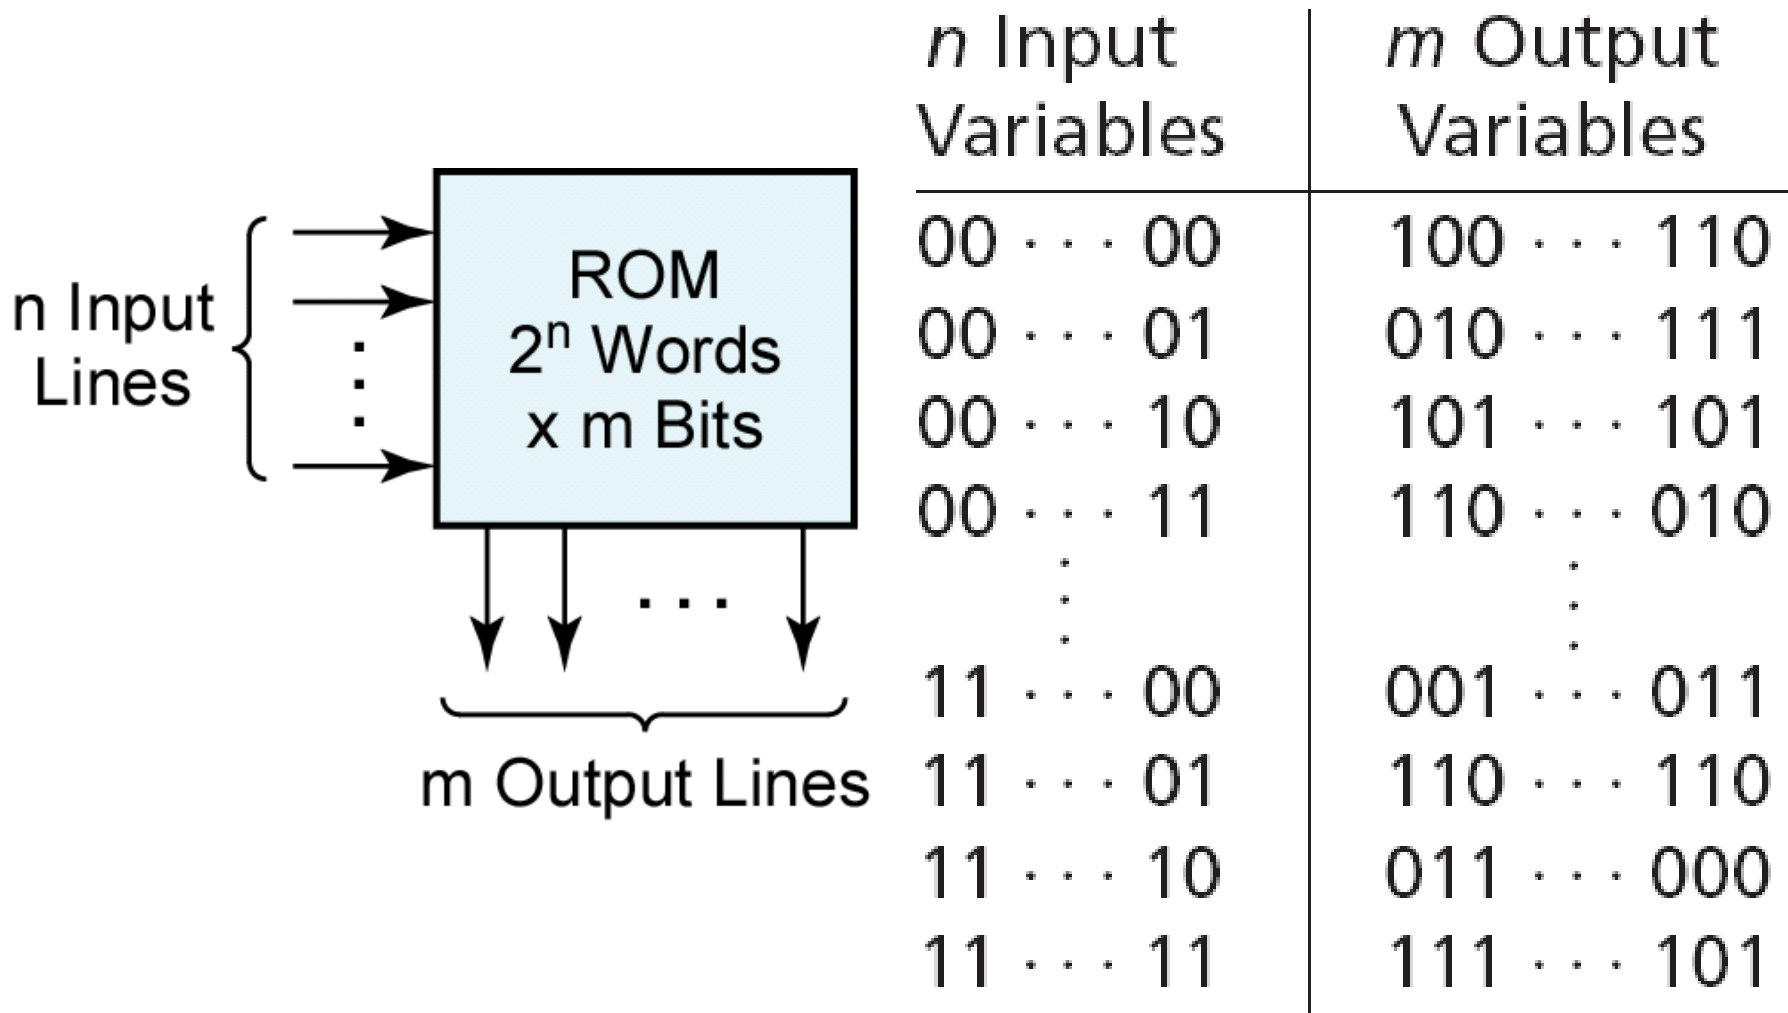 n Input
Lines
ROM
2ⁿ Words
x m Bits
. . .
m Output Lines
n Input Variables | m Output Variables
00 · · · 00 | 100 · · · 110
00 · · · 01 | 010 · · · 111
00 · · · 10 | 101 · · · 101
00 · · · 11 | 110 · · · 010
11 · · · 00 | 001 · · · 011
11 · · · 01 | 110 · · · 110
11 · · · 10 | 011 · · · 000
11 · · · 11 | 111 · · · 101